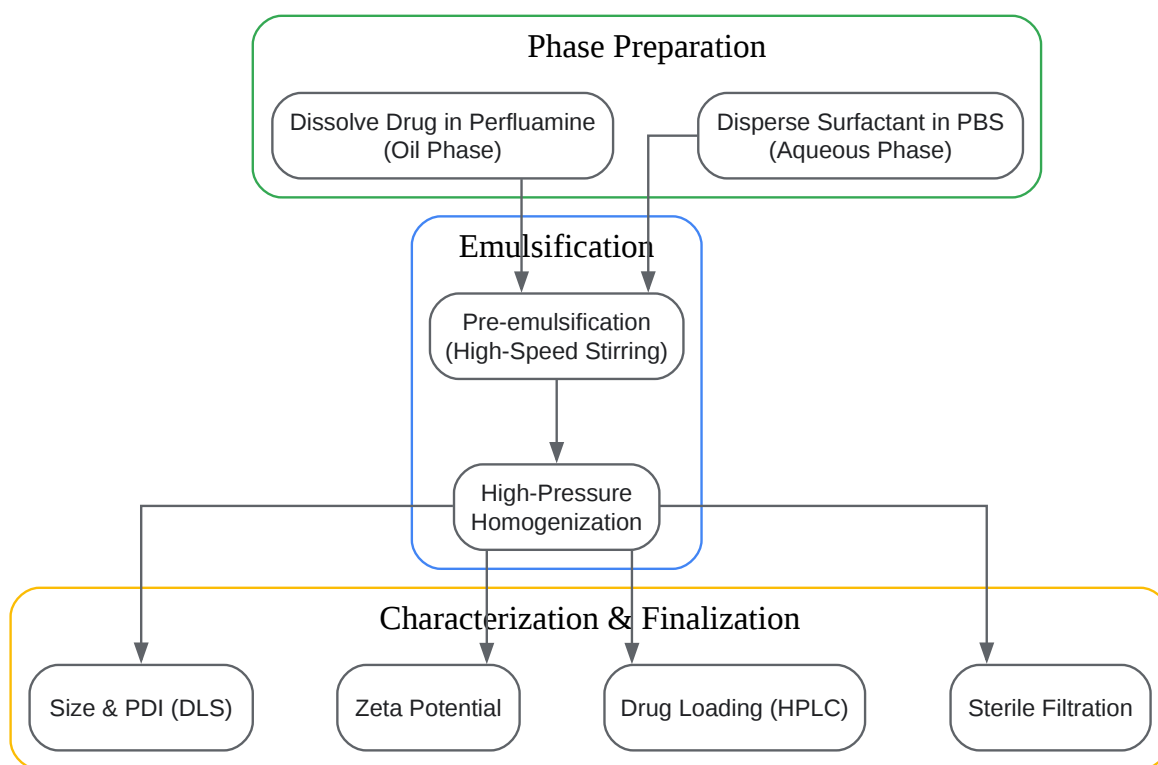 Phase Preparation
Dissolve Drug in Perfluamine
(Oil Phase)
Disperse Surfactant in PBS
(Aqueous Phase)
Emulsification
Pre-emulsification
(High-Speed Stirring)
High-Pressure
Homogenization
Characterization & Finalization
Size & PDI (DLS)
Zeta Potential
Drug Loading (HPLC)
Sterile Filtration